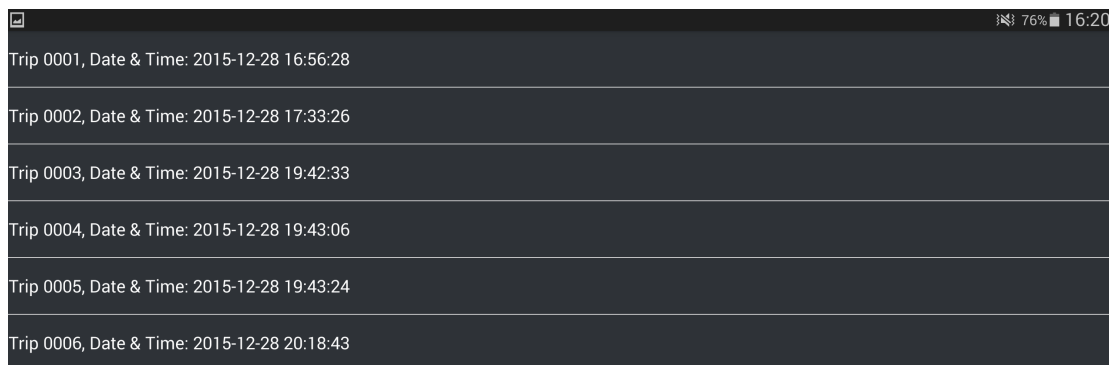 76% 16:20
Trip 0001, Date & Time: 2015-12-28 16:56:28
Trip 0002, Date & Time: 2015-12-28 17:33:26
Trip 0003, Date & Time: 2015-12-28 19:42:33
Trip 0004, Date & Time: 2015-12-28 19:43:06
Trip 0005, Date & Time: 2015-12-28 19:43:24
Trip 0006, Date & Time: 2015-12-28 20:18:43